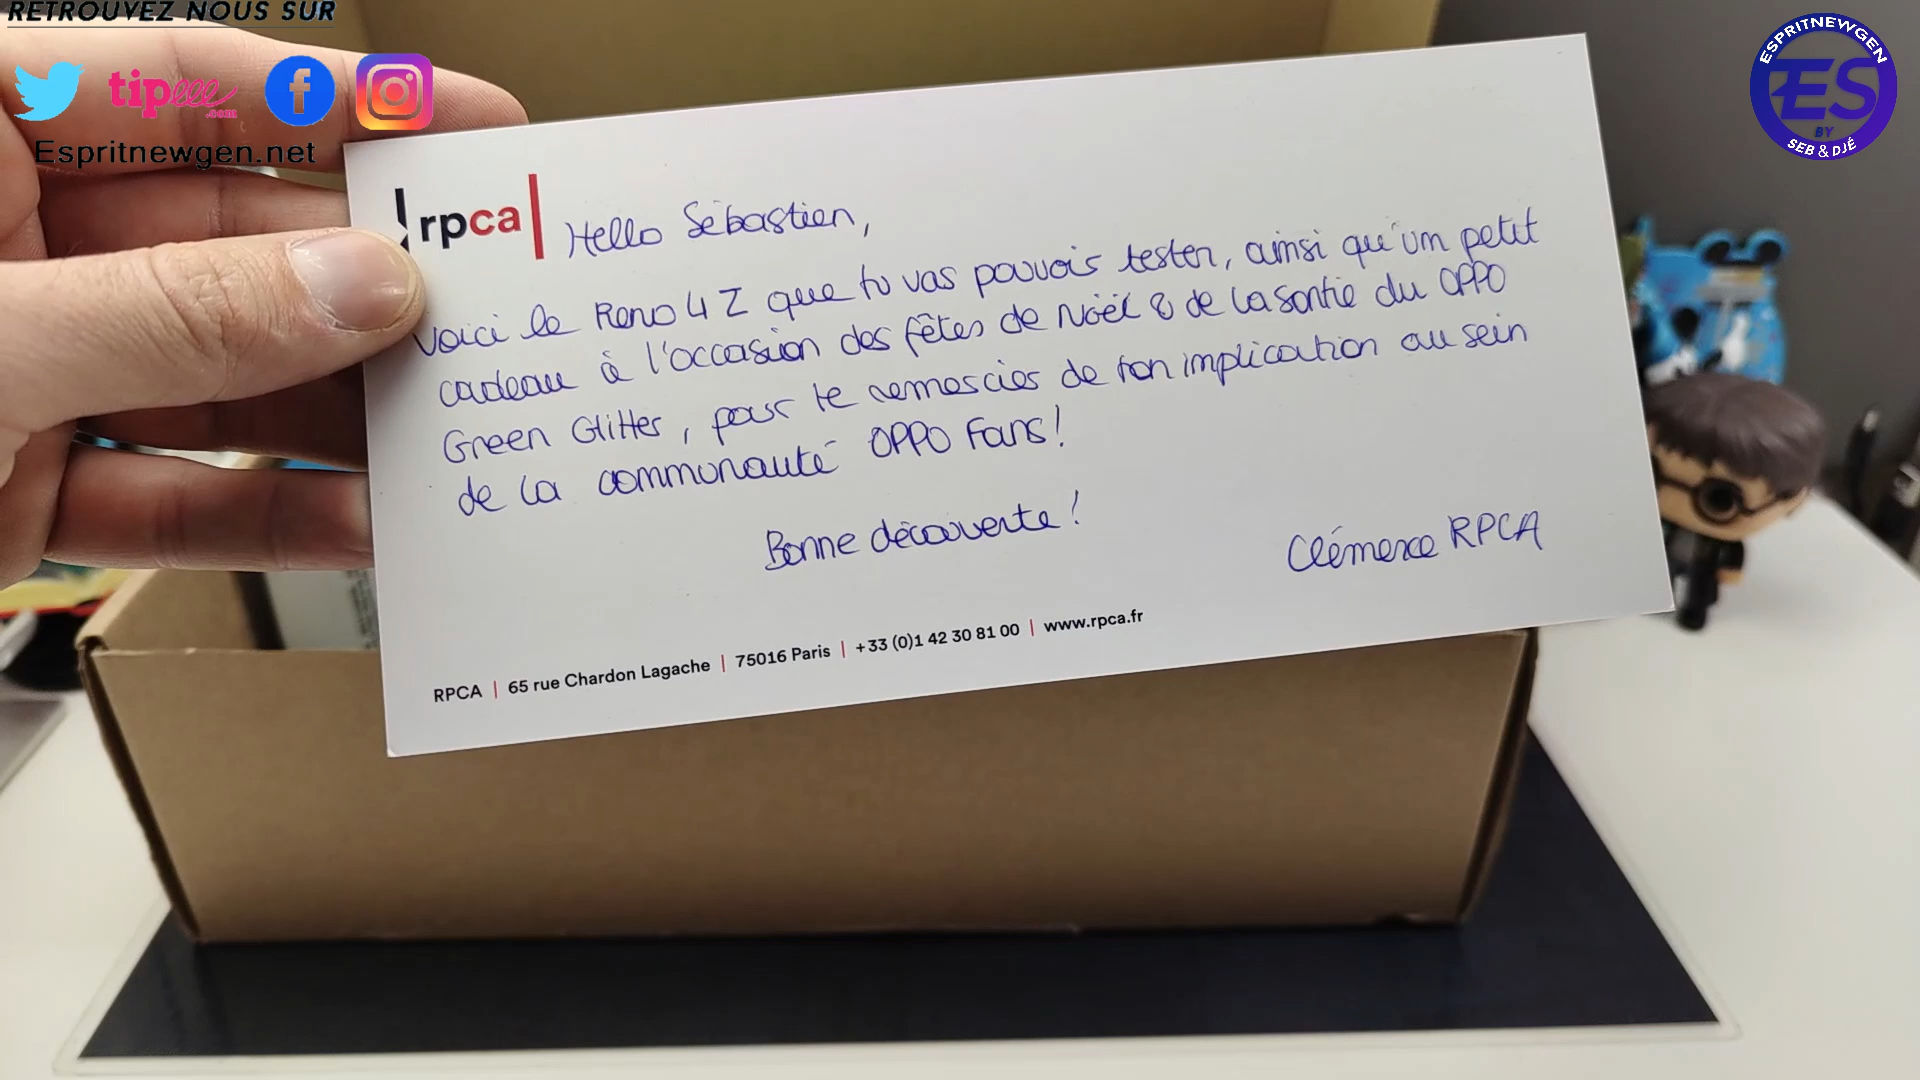 RETROUVEZ NOUS SUR
tipeee
.com
Espritnewgen.net
ESPRITNEWGEN
ES
BY
SEB & DJÉ
rpca
Hello Sébastien,
Voici le Reno 4 Z que tu vas pouvoir tester, ainsi qu'un petit
cadeau à l'occasion des fêtes de Noël & de la sortie du OPPO
Green Glitter, pour te remercier de ton implication au sein
de la communauté OPPO Fans!
Bonne découverte!
Clémence RPCA
RPCA | 65 rue Chardon Lagache | 75016 Paris | +33 (0)1 42 30 81 00 | www.rpca.fr